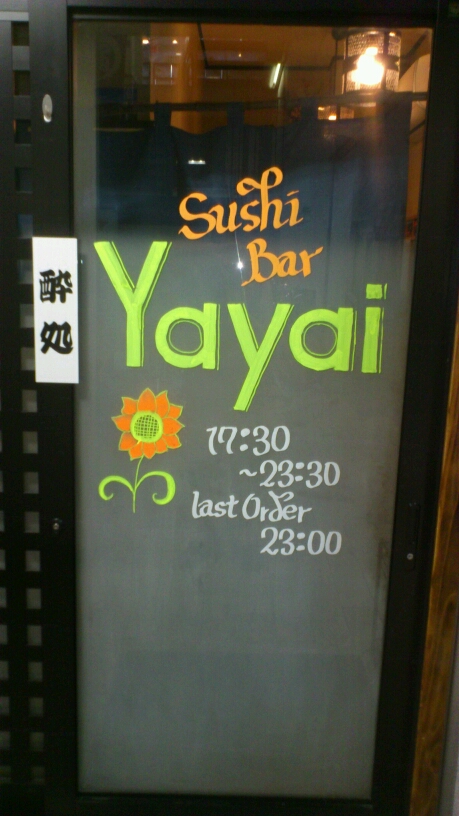 Sushi
Bar
Yayai
酔処
17:30
~23:30
last Order
23:00